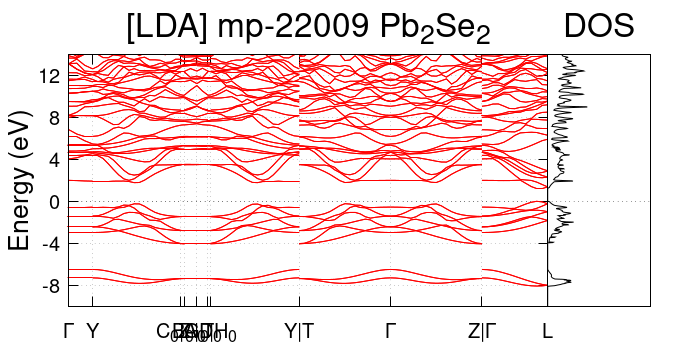 [LDA] mp-22009 Pb₂Se₂ DOS
Energy (eV)
12
8
4
0
-4
-8
Γ Y Y|T Γ Z|Γ L